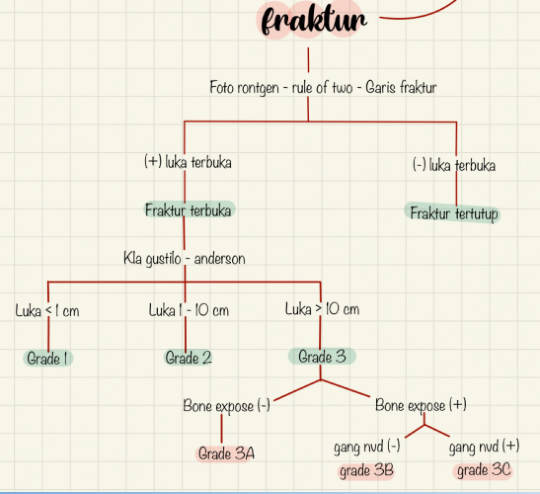 fraktur
Foto rontgen - rule of two - Garis fraktur
(+) luka terbuka
(-) luka terbuka
Fraktur terbuka
Fraktur tertutup
Kla gustilo - anderson
Luka < 1 cm
Luka 1 - 10 cm
Luka > 10 cm
Grade 1
Grade 2
Grade 3
Bone expose (-)
Bone expose (+)
Grade 3A
gang nvd (-)
gang nvd (+)
grade 3B
grade 3C